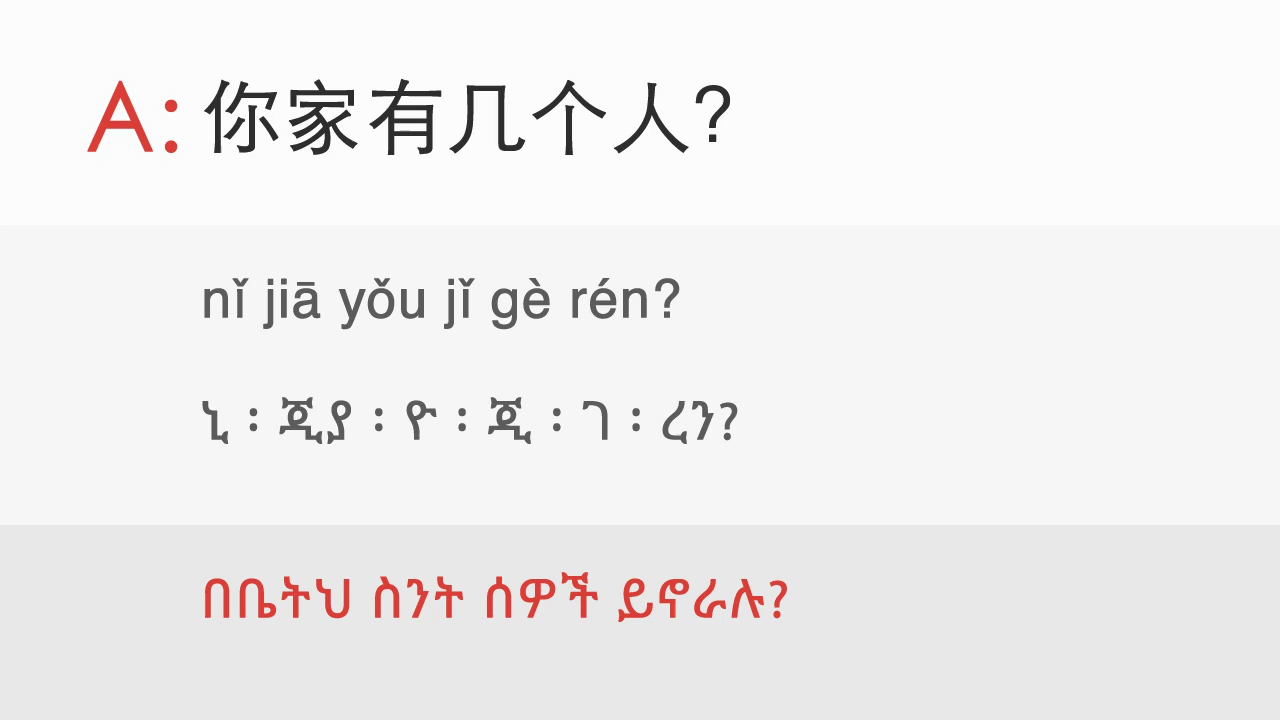 A: 你家有几个人?
nǐ jiā yǒu jǐ gè rén?
ኒ ፡ ጂያ ፡ ዮ ፡ ጂ ፡ ገ ፡ ረን?
በቤትህ ስንት ሰዎች ይኖራሉ?